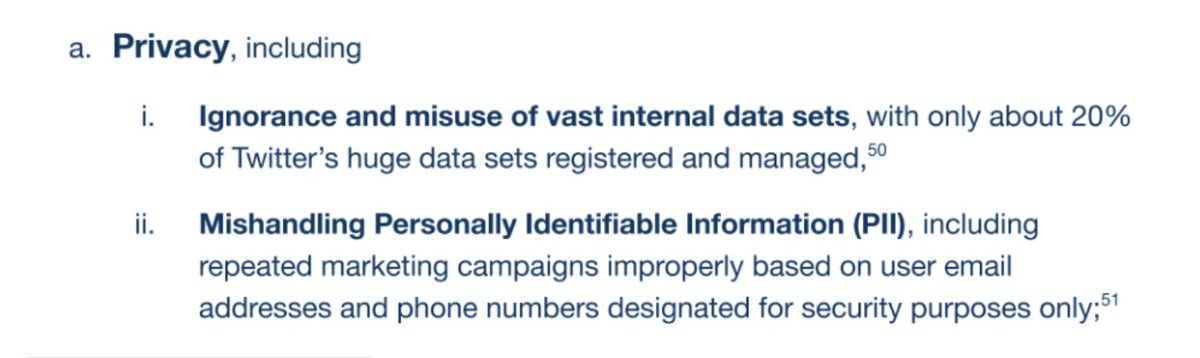 a. Privacy, including
i. Ignorance and misuse of vast internal data sets, with only about 20%
of Twitter’s huge data sets registered and managed,50
ii. Mishandling Personally Identifiable Information (PII), including
repeated marketing campaigns improperly based on user email
addresses and phone numbers designated for security purposes only;51